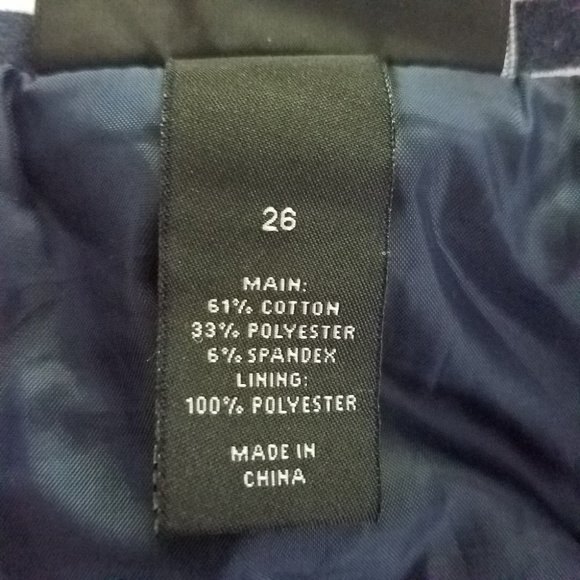 26
MAIN:
61% COTTON
33% POLYESTER
6% SPANDEX
LINING:
100% POLYESTER
MADE IN
CHINA